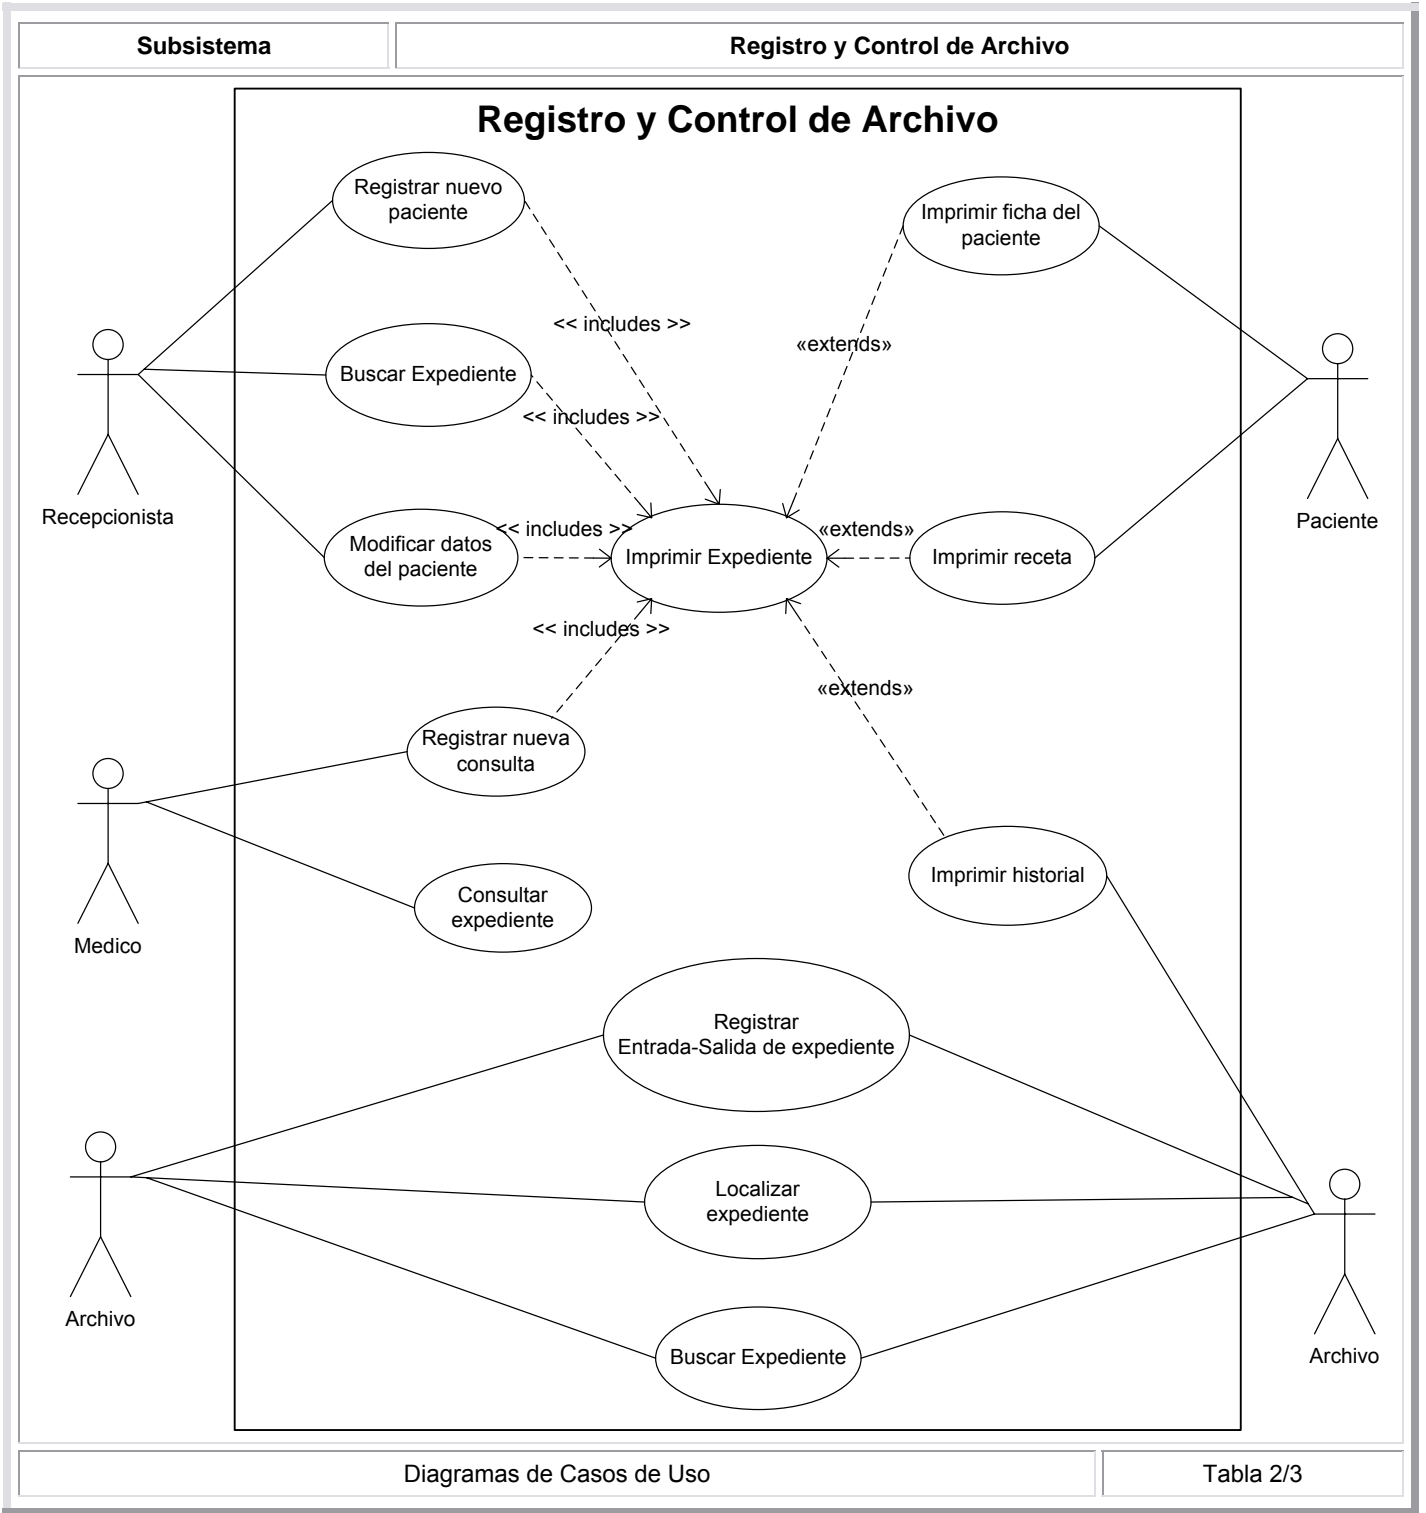 Subsistema
Registro y Control de Archivo
Registro y Control de Archivo
Registrar nuevo
paciente
Imprimir ficha del
paciente
<< includes >>
«extends»
Buscar Expediente
<< includes >>
Recepcionista
Paciente
Modificar datos
del paciente
<< includes >>
Imprimir Expediente
«extends»
Imprimir receta
<< includes >>
«extends»
Registrar nueva
consulta
Imprimir historial
Consultar
expediente
Medico
Registrar
Entrada-Salida de expediente
Localizar
expediente
Archivo
Buscar Expediente
Archivo
Diagramas de Casos de Uso
Tabla 2/3